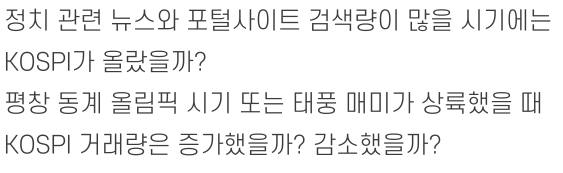 정치 관련 뉴스와 포털사이트 검색량이 많을 시기에는
KOSPI가 올랐을까?
평창 동계 올림픽 시기 또는 태풍 매미가 상륙했을 때
KOSPI 거래량은 증가했을까? 감소했을까?